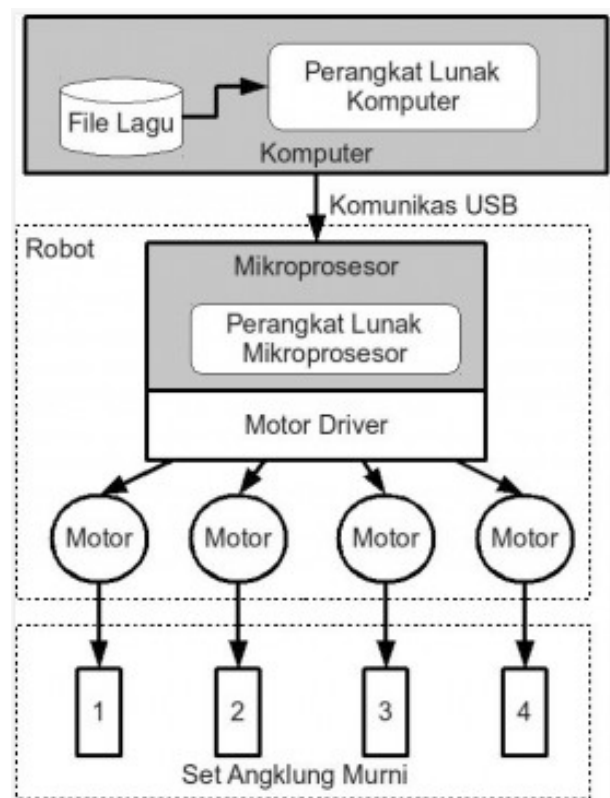 Perangkat Lunak
Komputer
File Lagu
Komputer
Komunikas USB
Robot
Mikroprosesor
Perangkat Lunak
Mikroprosesor
Motor Driver
Motor Motor Motor Motor
1 2 3 4
Set Angklung Murni